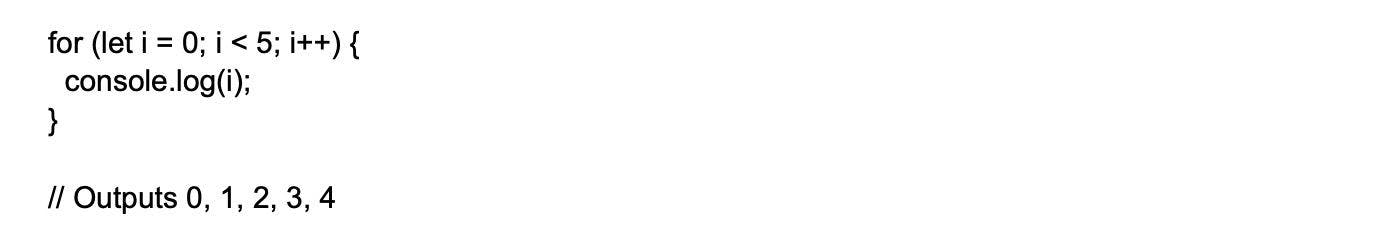 for (let i = 0; i < 5; i++) {
  console.log(i);
}

// Outputs 0, 1, 2, 3, 4